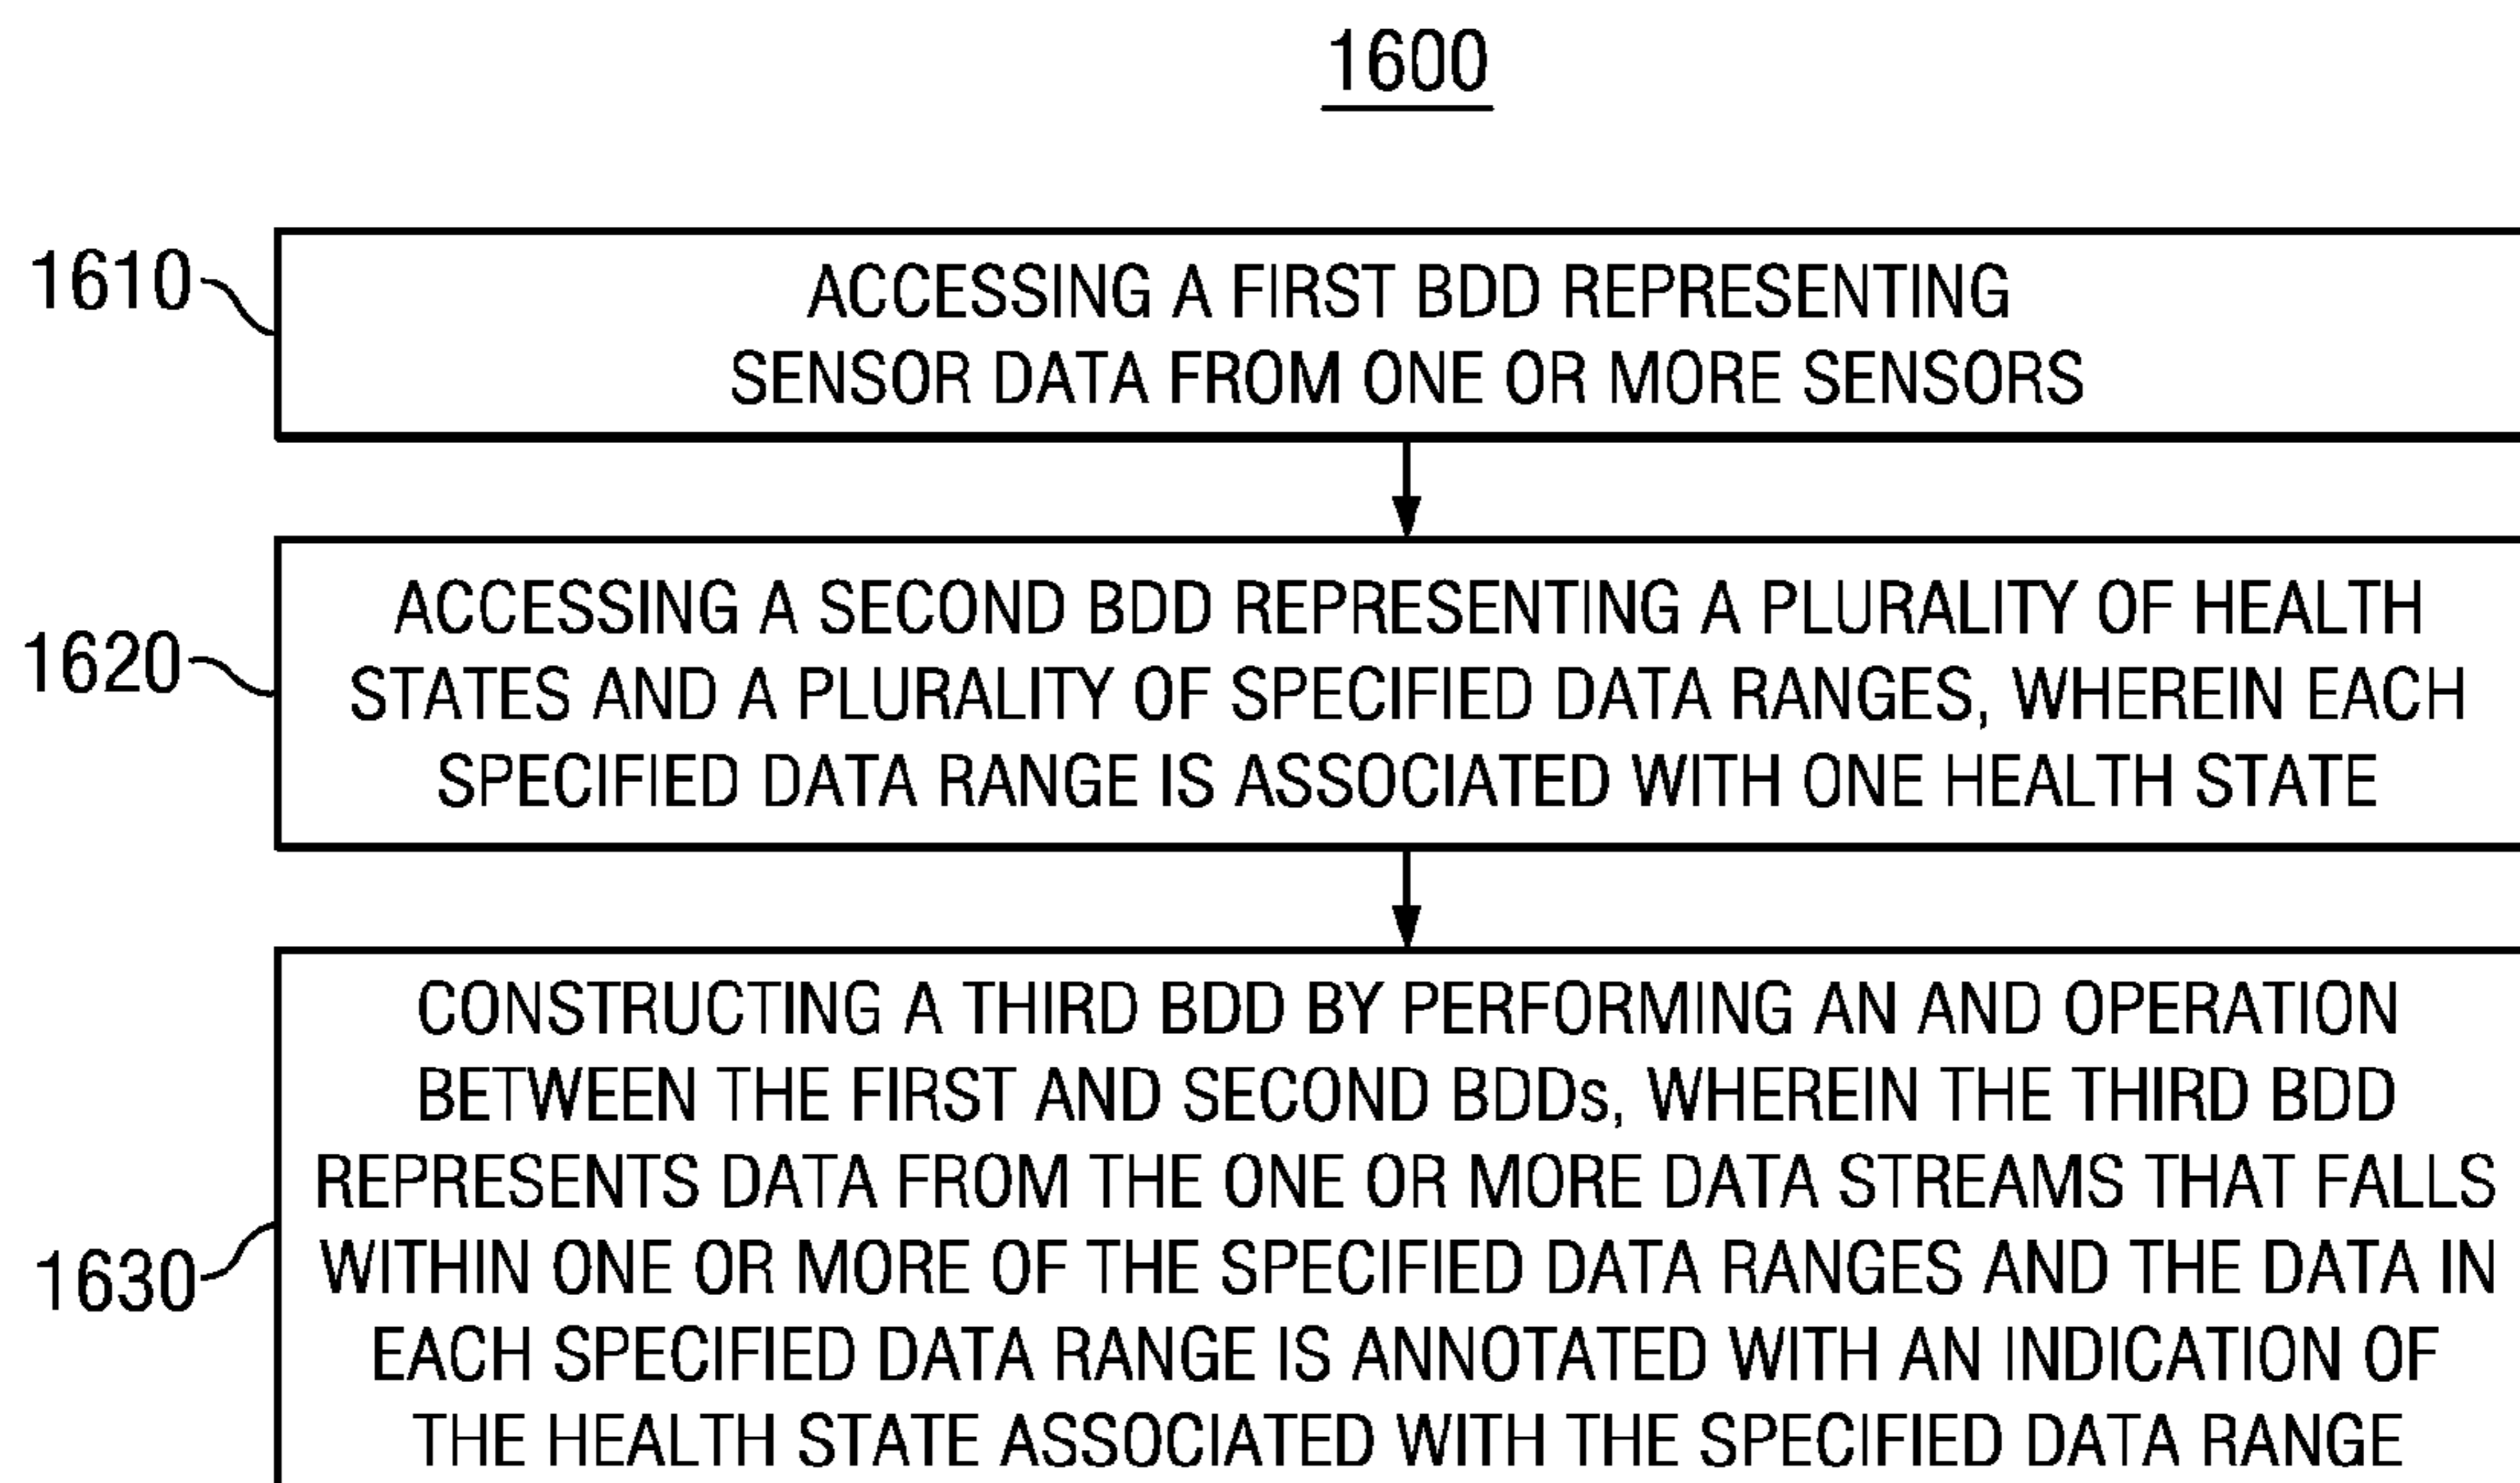 1600
1610
ACCESSING A FIRST BDD REPRESENTING
SENSOR DATA FROM ONE OR MORE SENSORS
1620
ACCESSING A SECOND BDD REPRESENTING A PLURALITY OF HEALTH
STATES AND A PLURALITY OF SPECIFIED DATA RANGES, WHEREIN EACH
SPECIFIED DATA RANGE IS ASSOCIATED WITH ONE HEALTH STATE
1630
CONSTRUCTING A THIRD BDD BY PERFORMING AN AND OPERATION
BETWEEN THE FIRST AND SECOND BDDs, WHEREIN THE THIRD BDD
REPRESENTS DATA FROM THE ONE OR MORE DATA STREAMS THAT FALLS
WITHIN ONE OR MORE OF THE SPECIFIED DATA RANGES AND THE DATA IN
EACH SPECIFIED DATA RANGE IS ANNOTATED WITH AN INDICATION OF
THE HEALTH STATE ASSOCIATED WITH THE SPECIFIED DATA RANGE